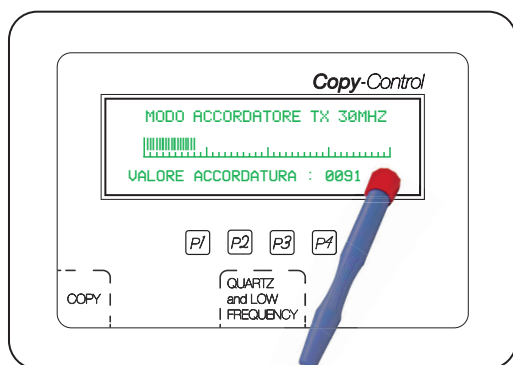 Copy-Control
MODO ACCORDATORE TX 30MHZ
VALORE ACCORDATURA : 0091
P1 P2 P3 P4
COPY
QUARTZ
and LOW
FREQUENCY